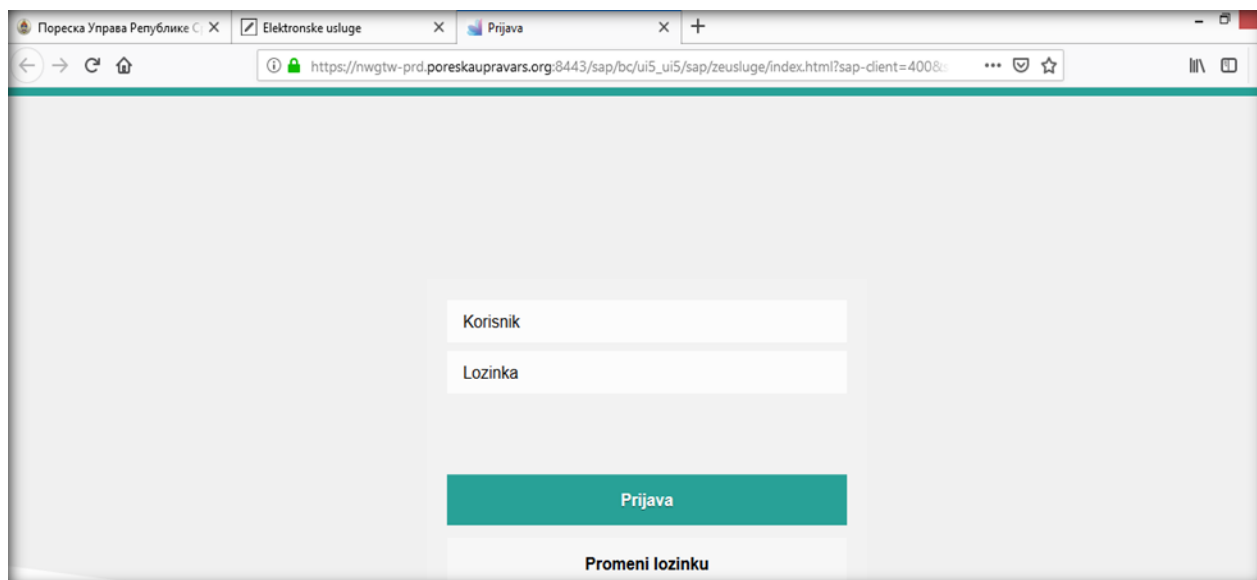 Пореска Управа Републике С
Elektronske usluge
Prijava
https://nwgtw-prd.poreskaupravars.org:8443/sap/bc/ui5_ui5/sap/zeusluge/index.html?sap-client=400&
Korisnik
Lozinka
Prijava
Promeni lozinku